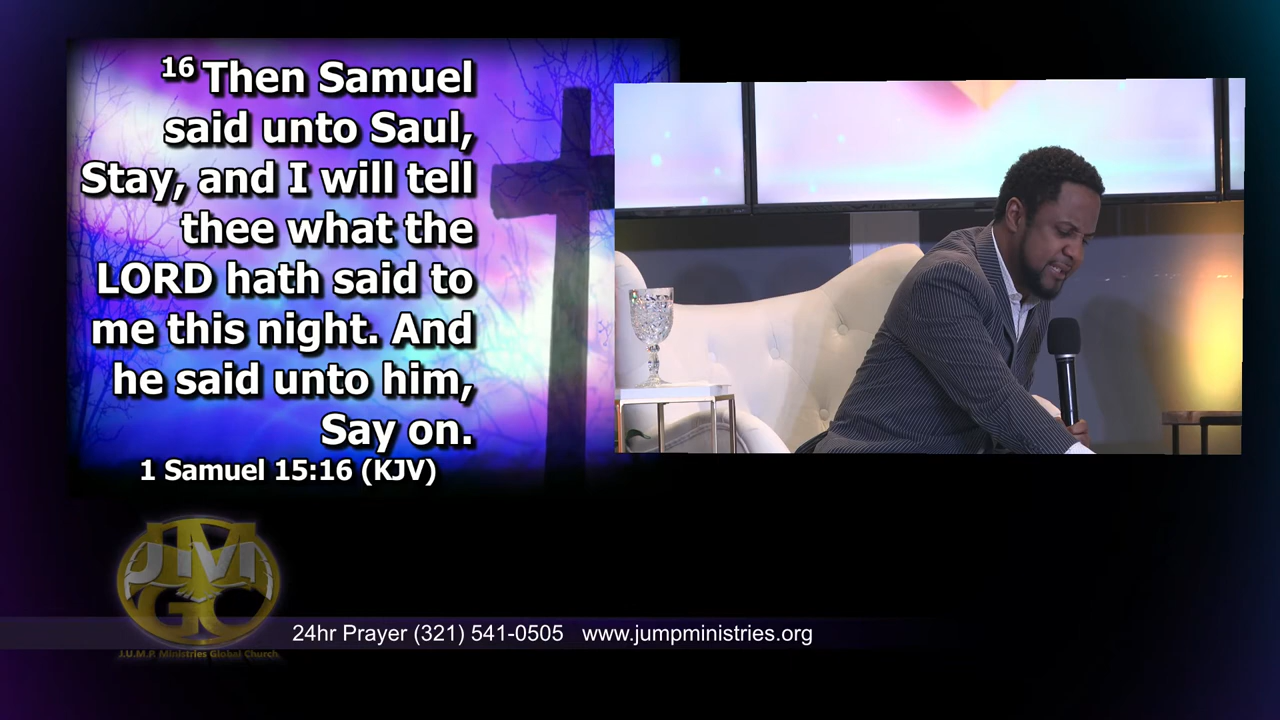 16 Then Samuel
said unto Saul,
Stay, and I will tell
thee what the
LORD hath said to
me this night. And
he said unto him,
Say on.
1 Samuel 15:16 (KJV)
JM
GC
J.U.M.P. Ministries Global Church
24hr Prayer (321) 541-0505 www.jumpministries.org